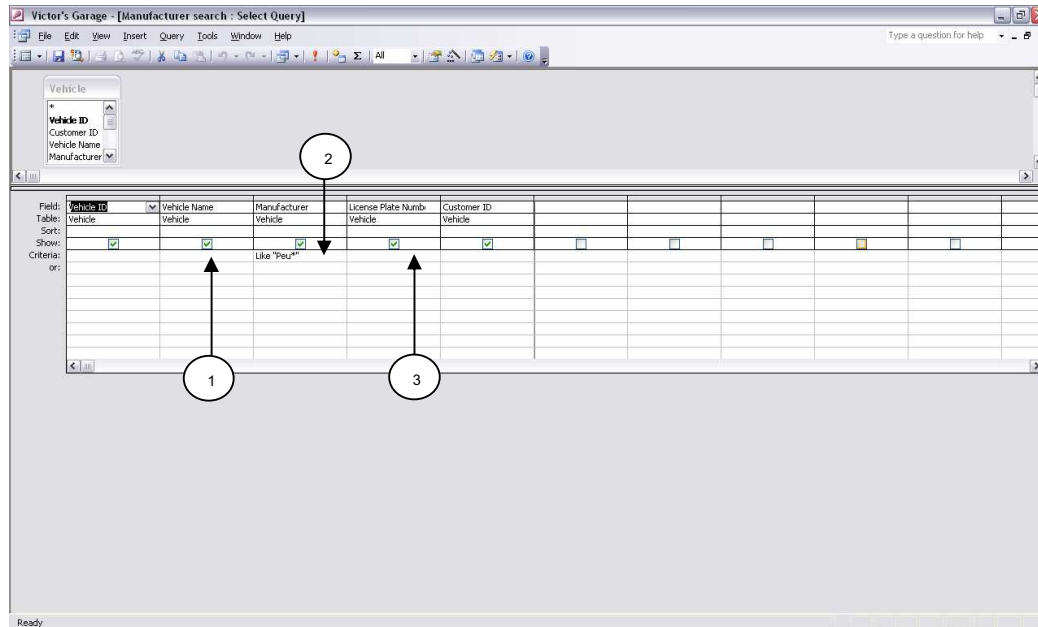 Victor's Garage - [Manufacturer search : Select Query]
File Edit View Insert Query Tools Window Help Type a question for help
Σ All
Vehicle
*
Vehicle ID
Customer ID
Vehicle Name
Manufacturer
2
Field: Vehicle ID Vehicle Name Manufacturer License Plate Numb Customer ID
Table: Vehicle Vehicle Vehicle Vehicle Vehicle
Sort:
Show:
Criteria: Like "Peu*"
or:
1
3
Ready